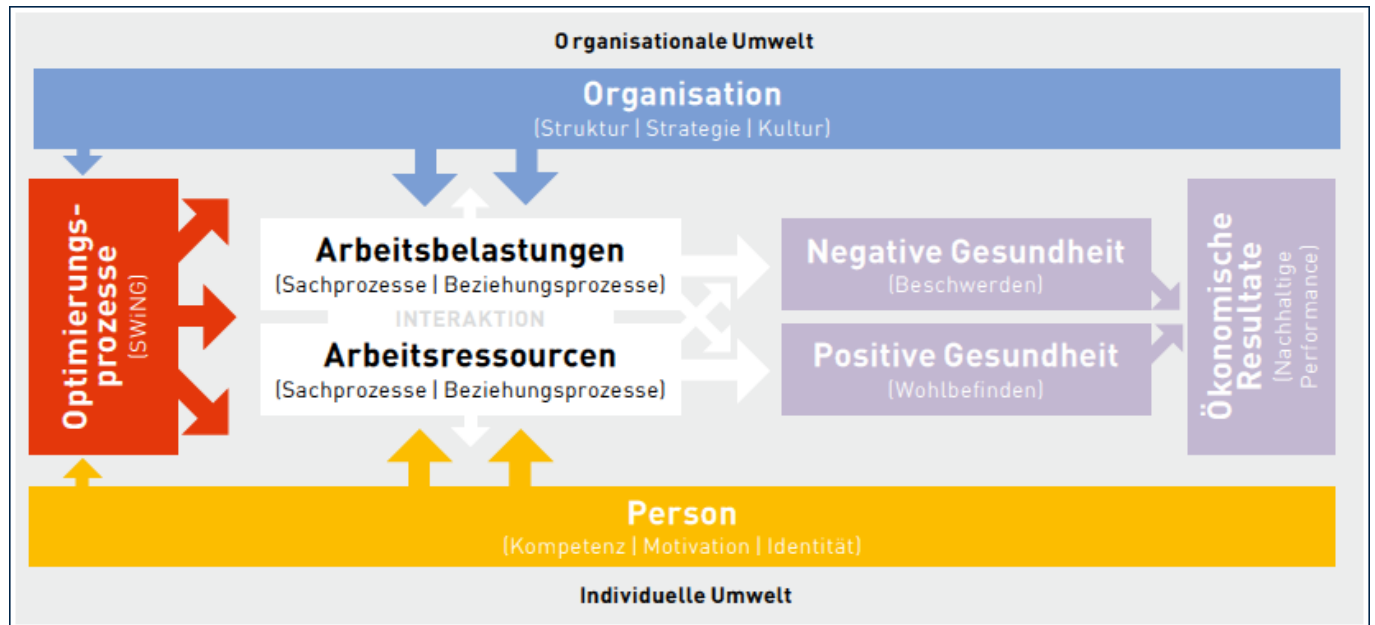 Organisationale Umwelt
Organisation
(Struktur | Strategie | Kultur)
Optimierungs-
prozesse
(SWiNG)
Arbeitsbelastungen
(Sachprozesse | Beziehungsprozesse)
INTERAKTION
Arbeitsressourcen
(Sachprozesse | Beziehungsprozesse)
Negative Gesundheit
(Beschwerden)
Positive Gesundheit
(Wohlbefinden)
Ökonomische
Resultate
(Nachhaltige
Performance)
Person
(Kompetenz | Motivation | Identität)
Individuelle Umwelt